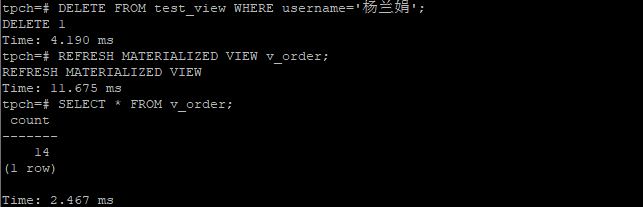 tpch=# DELETE FROM test_view WHERE username='杨兰娟';
DELETE 1
Time: 4.190 ms
tpch=# REFRESH MATERIALIZED VIEW v_order;
REFRESH MATERIALIZED VIEW
Time: 11.675 ms
tpch=# SELECT * FROM v_order;
 count
-------
    14
(1 row)

Time: 2.467 ms